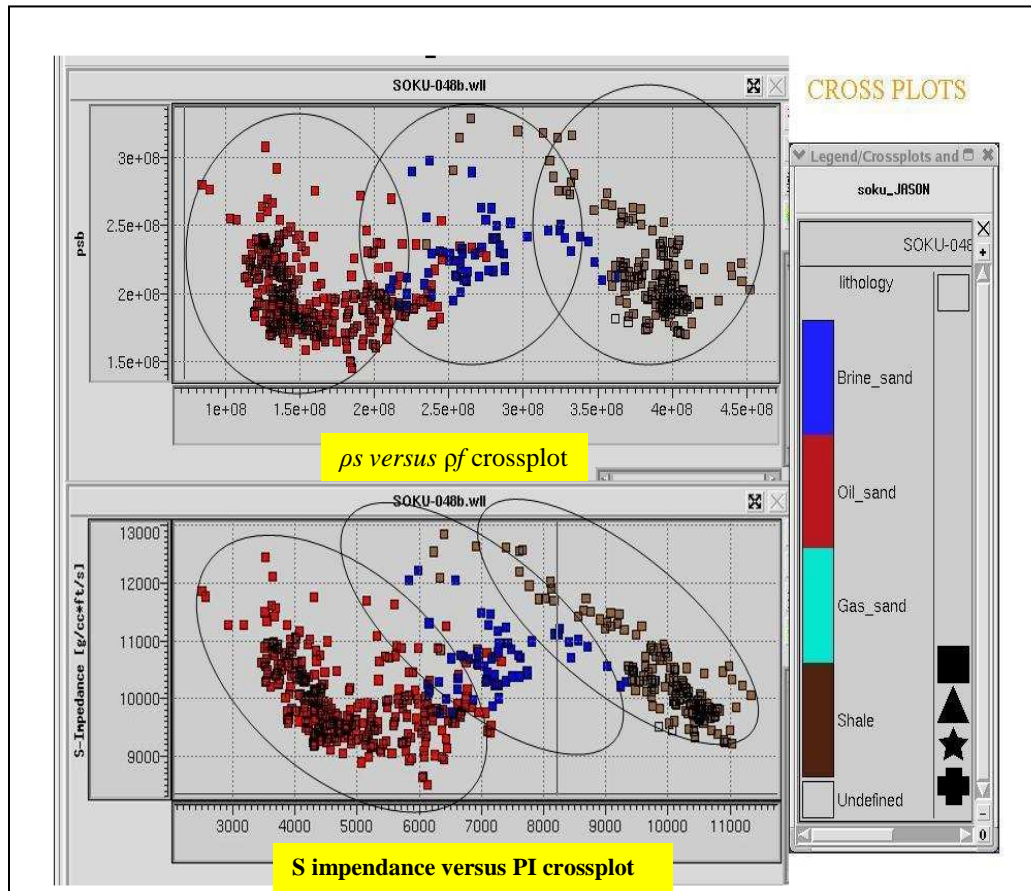 SOKU-048b.wll
CROSS PLOTS
psb
3e+08
2.5e+08
2e+08
1.5e+08
1e+08 1.5e+08 2e+08 2.5e+08 3e+08 3.5e+08 4e+08 4.5e+08
ρs versus ρf crossplot
SOKU-048b.wll
S-Impedance [g/cc*ft/s]
13000
12000
11000
10000
9000
3000 4000 5000 6000 7000 8000 9000 10000 11000
S impendance versus PI crossplot
Legend/Crossplots and
soku_JASON
SOKU-048
lithology
Brine_sand
Oil_sand
Gas_sand
Shale
Undefined
0